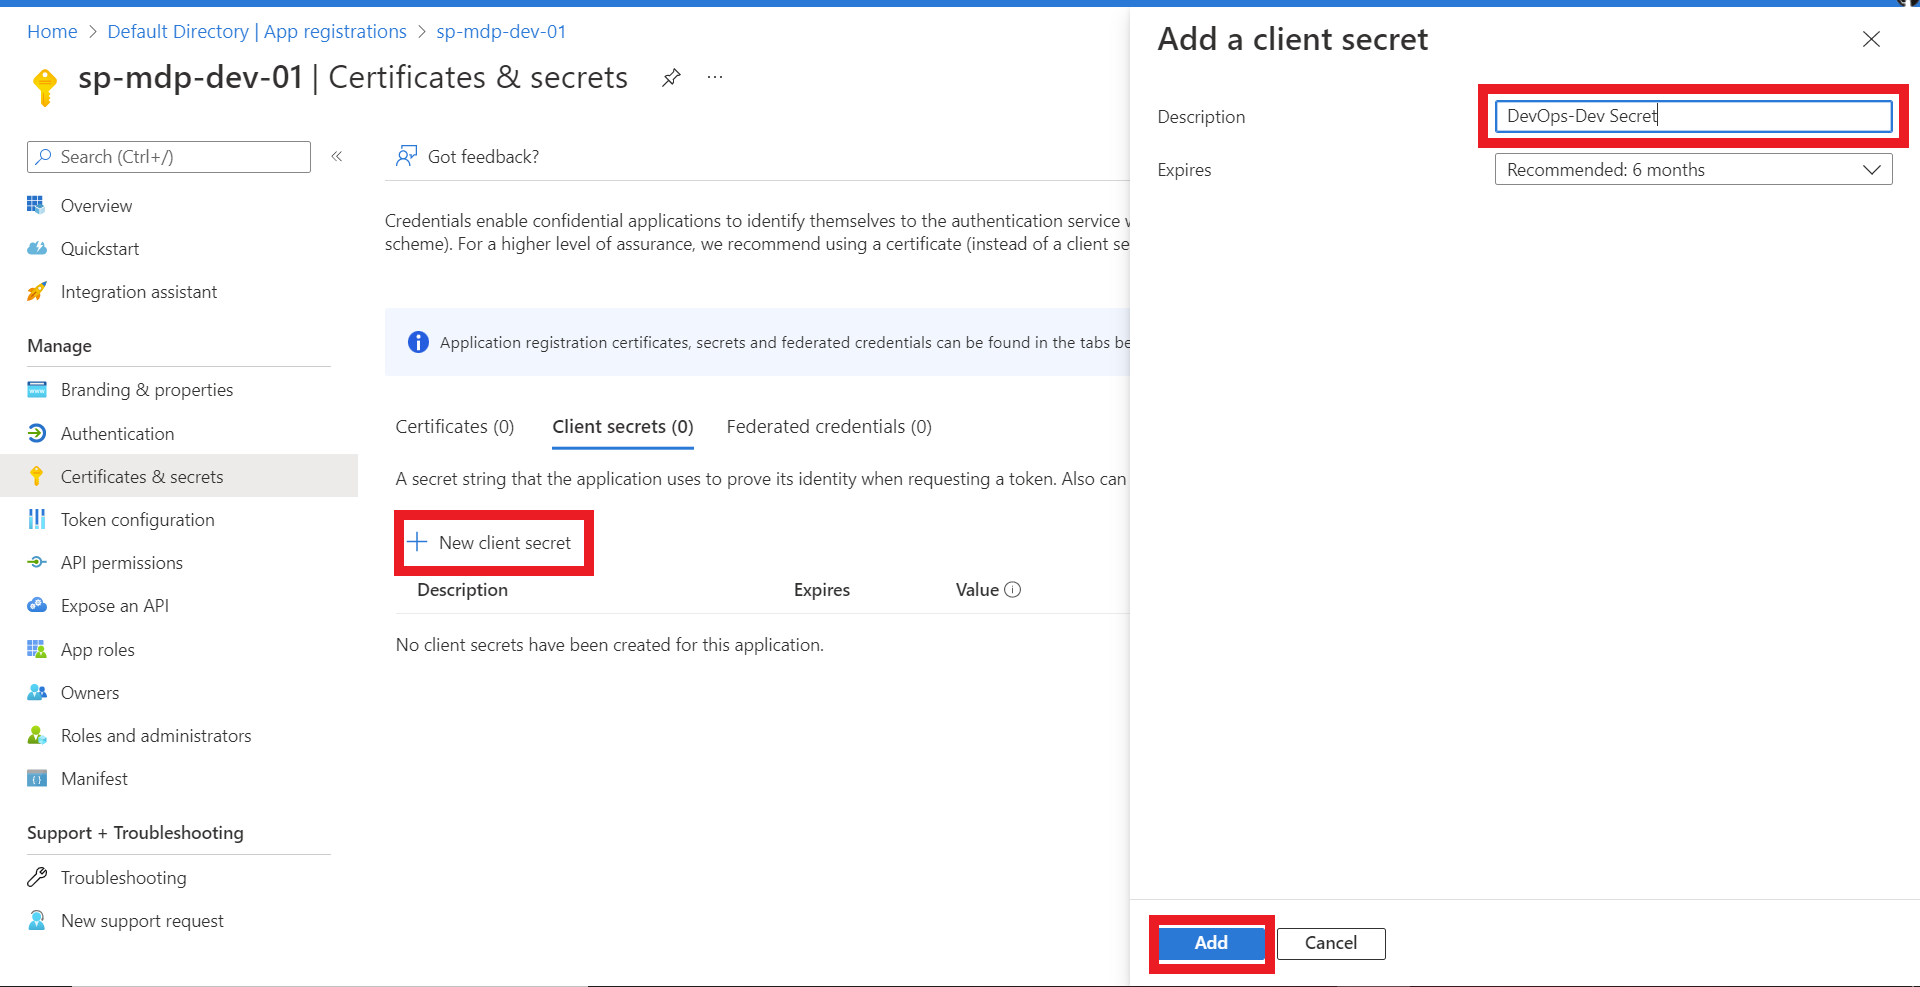 Home > Default Directory | App registrations > sp-mdp-dev-01
sp-mdp-dev-01 | Certificates & secrets
Search (Ctrl+/)
Overview
Quickstart
Integration assistant
Manage
Branding & properties
Authentication
Certificates & secrets
Token configuration
API permissions
Expose an API
App roles
Owners
Roles and administrators
Manifest
Support + Troubleshooting
Troubleshooting
New support request
Got feedback?
Credentials enable confidential applications to identify themselves to the authentication service
scheme). For a higher level of assurance, we recommend using a certificate (instead of a client se
Application registration certificates, secrets and federated credentials can be found in the tabs be
Certificates (0) Client secrets (0) Federated credentials (0)
A secret string that the application uses to prove its identity when requesting a token. Also can
New client secret
Description Expires Value
No client secrets have been created for this application.
Add a client secret
Description DevOps-Dev Secret
Expires Recommended: 6 months
Add Cancel